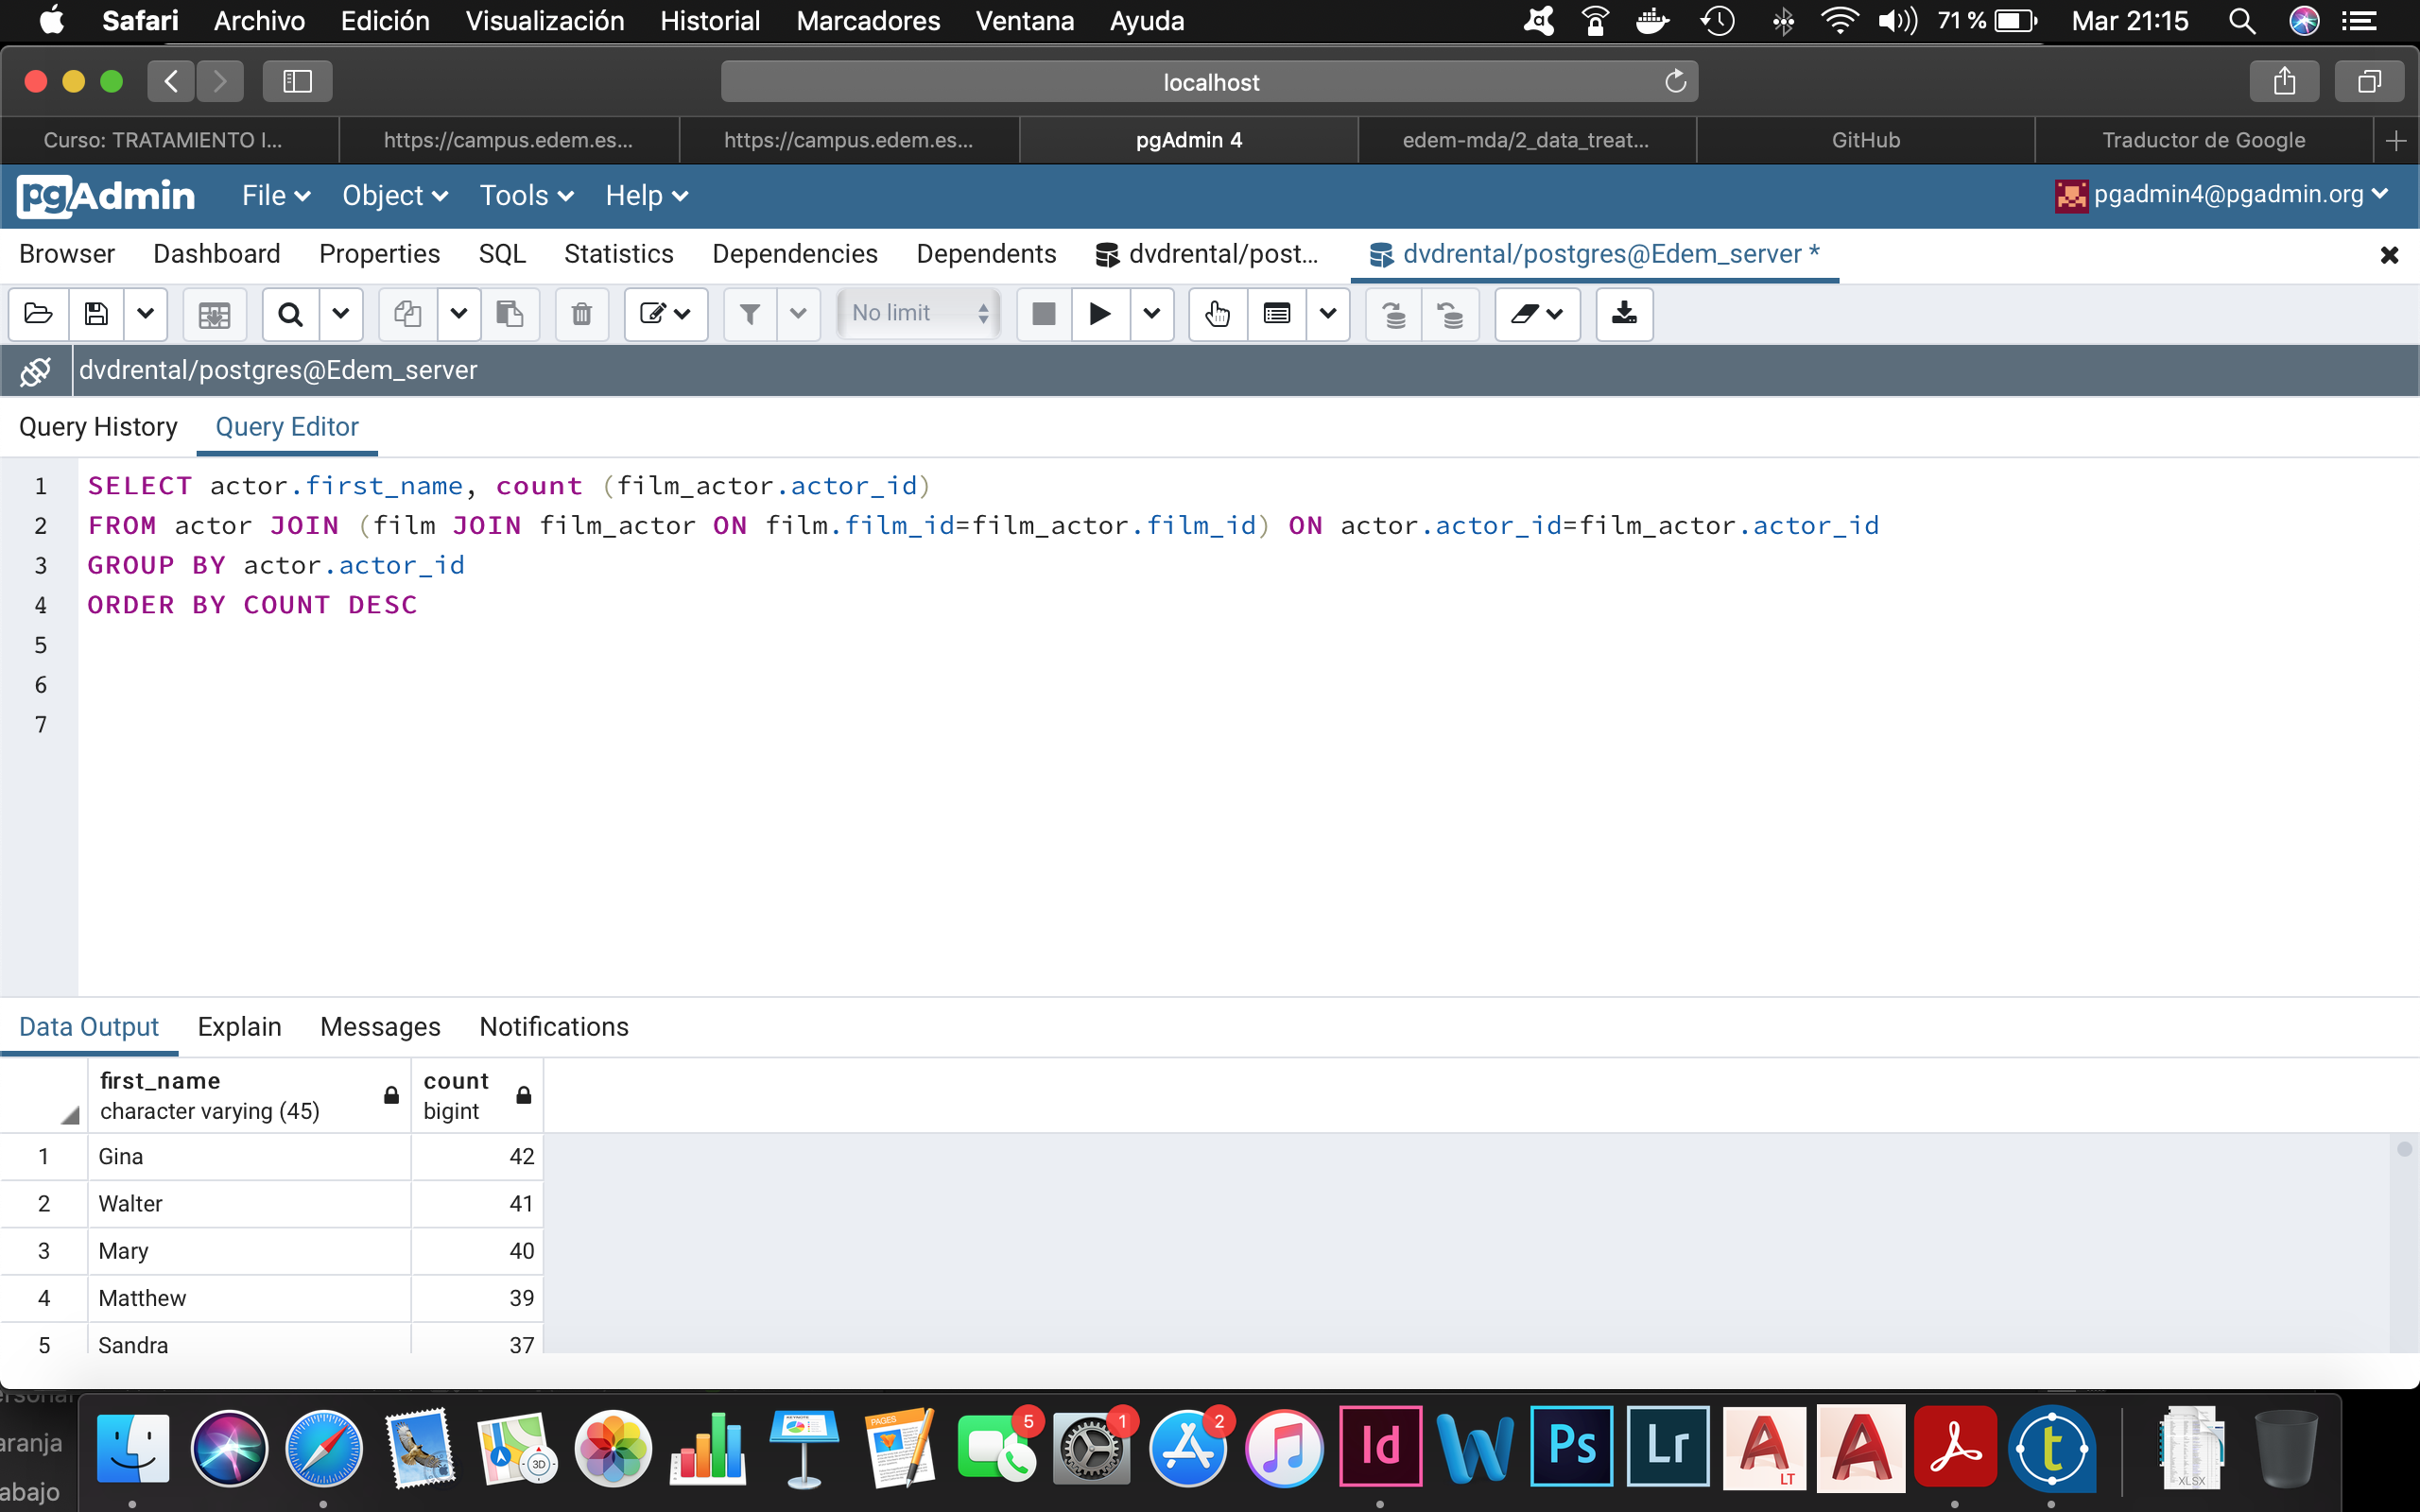 Safari Archivo Edición Visualización Historial Marcadores Ventana Ayuda 71 % Mar 21:15
localhost
Curso: TRATAMIENTO I... https://campus.edem.es... https://campus.edem.es... pgAdmin 4 edem-mda/2_data_treat... GitHub Traductor de Google
pgAdmin File Object Tools Help pgadmin4@pgadmin.org
Browser Dashboard Properties SQL Statistics Dependencies Dependents dvdrental/post... dvdrental/postgres@Edem_server *
No limit
dvdrental/postgres@Edem_server
Query History Query Editor
1 SELECT actor.first_name, count (film_actor.actor_id)
2 FROM actor JOIN (film JOIN film_actor ON film.film_id=film_actor.film_id) ON actor.actor_id=film_actor.actor_id
3 GROUP BY actor.actor_id
4 ORDER BY COUNT DESC
5
6
7
Data Output Explain Messages Notifications
first_name count
character varying (45) bigint
1 Gina 42
2 Walter 41
3 Mary 40
4 Matthew 39
5 Sandra 37
aranja
abajo
3D
KEYNOTE
PAGES
5
1
2
Id
W
Ps
Lr
A LT
A
t
XLSX